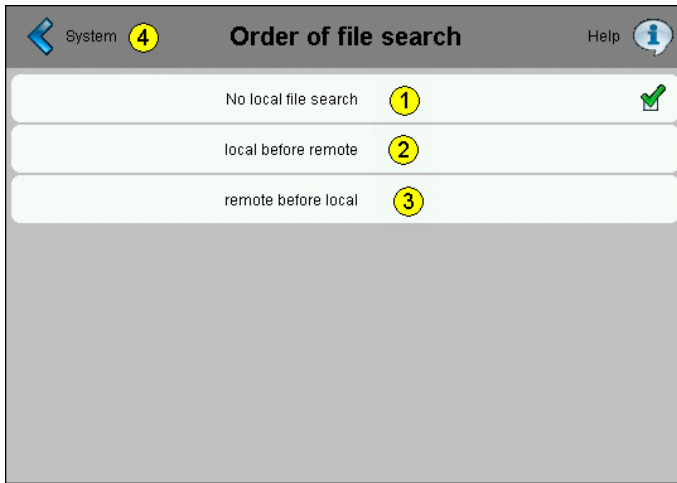 System 4 Order of file search Help i
No local file search 1
local before remote 2
remote before local 3